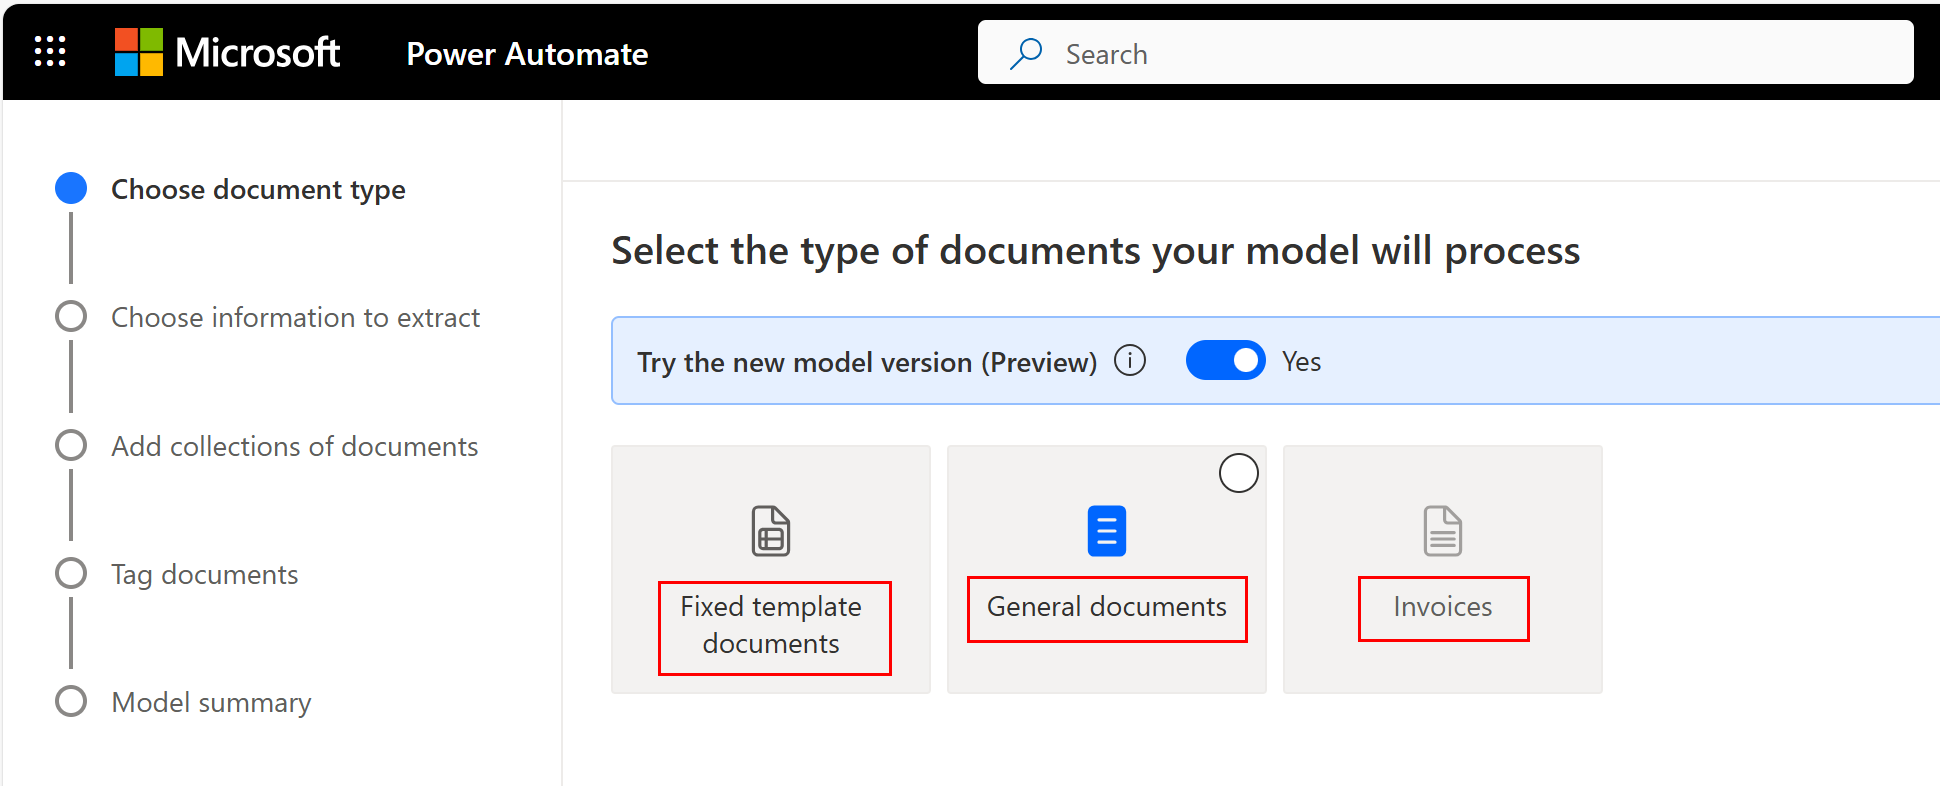 Microsoft
Power Automate
Search
Choose document type
Choose information to extract
Add collections of documents
Tag documents
Model summary
Select the type of documents your model will process
Try the new model version (Preview)
Yes
Fixed template
documents
General documents
Invoices